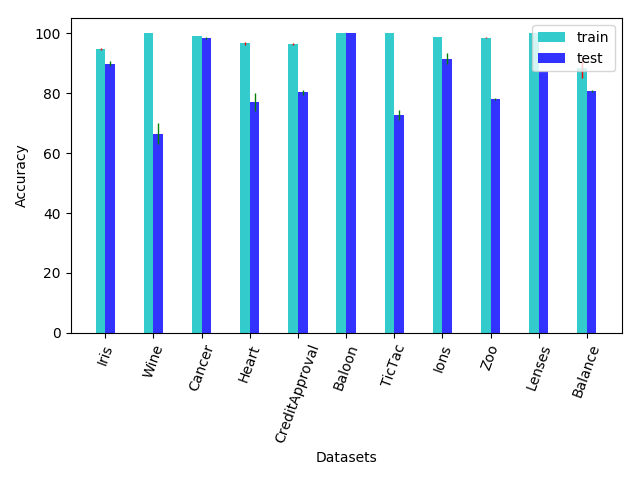 train
test
100
80
60
40
20
0
Accuracy
Iris
Wine
Cancer
Heart
CreditApproval
Baloon
TicTac
Ions
Zoo
Lenses
Balance
Datasets